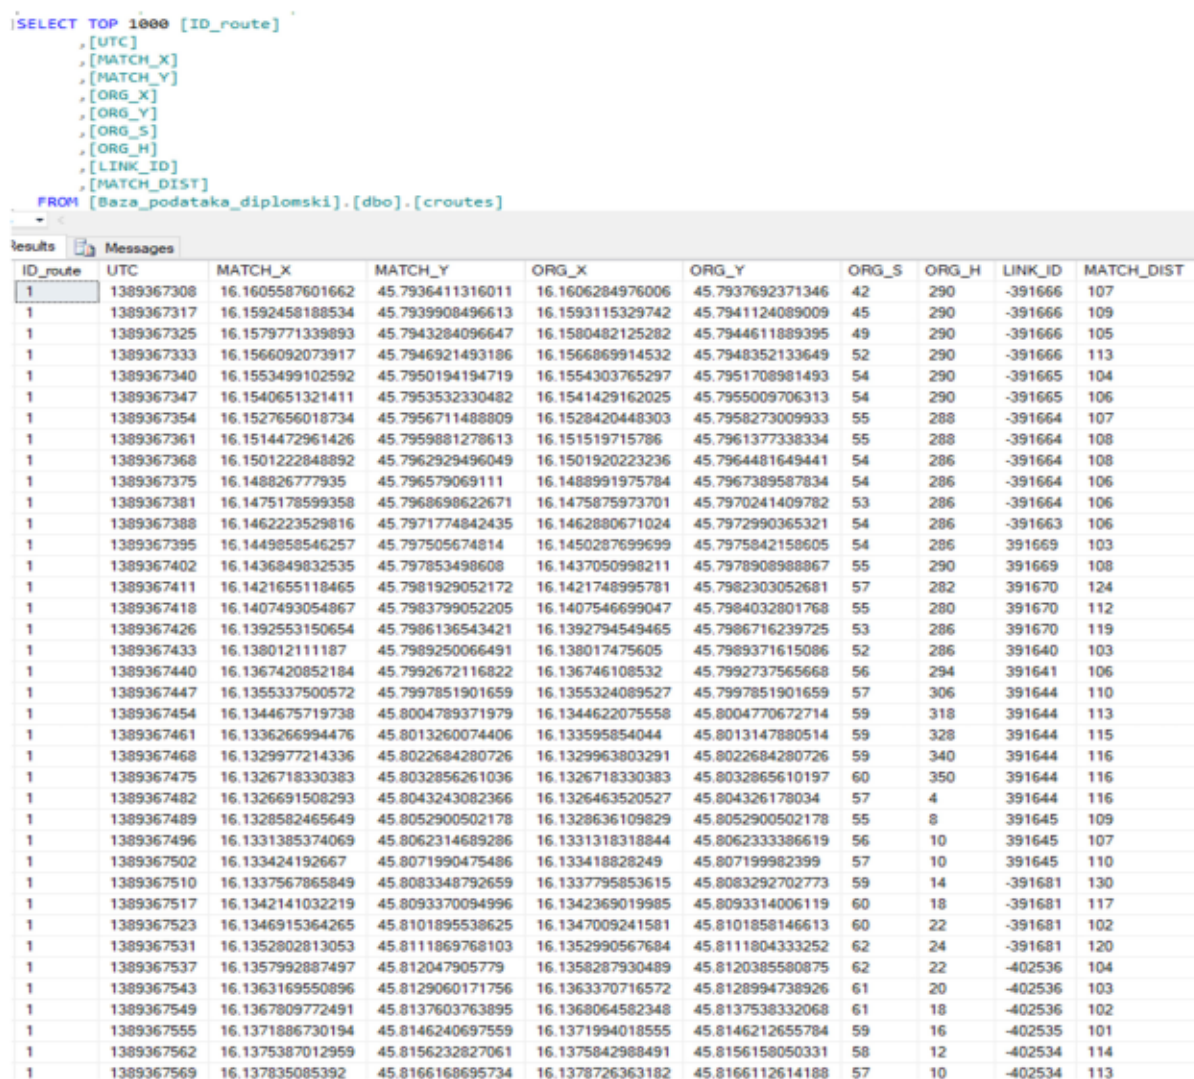 SELECT TOP 1000 [ID_route]
,[UTC]
,[MATCH_X]
,[MATCH_Y]
,[ORG_X]
,[ORG_Y]
,[ORG_S]
,[ORG_H]
,[LINK_ID]
,[MATCH_DIST]
FROM [Baza_podataka_diplomski].[dbo].[croutes]
Results Messages
ID_route UTC MATCH_X MATCH_Y ORG_X ORG_Y ORG_S ORG_H LINK_ID MATCH_DIST
1 1389367308 16.1605587601662 45.7936411316011 16.1606284976006 45.7937692371346 42 290 -391666 107
1 1389367317 16.1592458188534 45.7939908496613 16.1593115329742 45.7941124089009 45 290 -391666 109
1 1389367325 16.1579771339893 45.7943284096647 16.1580482125282 45.7944611889395 49 290 -391666 105
1 1389367333 16.1566092073917 45.7946921493186 16.1566869914532 45.7948352133649 52 290 -391666 113
1 1389367340 16.1553499102592 45.7950194194719 16.1554303765297 45.7951708981493 54 290 -391665 104
1 1389367347 16.1540651321411 45.7953532330482 16.1541429162025 45.7955009706313 54 290 -391665 106
1 1389367354 16.1527656018734 45.7956711488809 16.1528420448303 45.7958273009933 55 288 -391664 107
1 1389367361 16.1514472961426 45.7959881278613 16.151519715786 45.7961377338334 55 288 -391664 108
1 1389367368 16.1501222848892 45.7962929496049 16.1501920223236 45.7964481649441 54 286 -391664 108
1 1389367375 16.148826777935 45.796579069111 16.1488991975784 45.7967389587834 54 286 -391664 106
1 1389367381 16.1475178599358 45.7968698622671 16.1475875973701 45.7970241409782 53 286 -391664 106
1 1389367388 16.1462223529816 45.7971774842435 16.1462880671024 45.7972990365321 54 286 -391663 106
1 1389367395 16.1449858546257 45.797505674814 16.1450287699699 45.7975842158605 54 286 391669 103
1 1389367402 16.1436849832535 45.797853498608 16.1437050998211 45.7978908988867 55 290 391669 108
1 1389367411 16.1421655118465 45.7981929052172 16.1421748995781 45.7982303052681 57 282 391670 124
1 1389367418 16.1407493054867 45.7983799052205 16.1407546699047 45.7984032801768 55 280 391670 112
1 1389367426 16.1392553150654 45.7986136543421 16.1392794549465 45.7986716239725 53 286 391670 119
1 1389367433 16.138012111187 45.7989250066491 16.138017475605 45.7989371615086 52 286 391640 103
1 1389367440 16.1367420852184 45.7992672116822 16.136746108532 45.7992737565668 56 294 391641 106
1 1389367447 16.1355337500572 45.7997851901659 16.1355324089527 45.7997851901659 57 306 391644 110
1 1389367454 16.1344675719738 45.8004789371979 16.1344622075558 45.8004770672714 59 318 391644 113
1 1389367461 16.1336266994476 45.8013260074406 16.133595854044 45.8013147880514 59 328 391644 115
1 1389367468 16.1329977214336 45.8022684280726 16.1329963803291 45.8022684280726 59 340 391644 116
1 1389367475 16.1326718330383 45.8032856261036 16.1326718330383 45.8032865610197 60 350 391644 116
1 1389367482 16.1326691508293 45.8043243082366 16.1326463520527 45.804326178034 57 4 391644 116
1 1389367489 16.1328582465649 45.8052900502178 16.1328636109829 45.8052900502178 55 8 391645 109
1 1389367496 16.1331385374069 45.8062314689286 16.1331318318844 45.8062333386619 56 10 391645 107
1 1389367502 16.133424192667 45.8071990475486 16.133418828249 45.807199982399 57 10 391645 110
1 1389367510 16.1337567865849 45.8083348792659 16.1337795853615 45.8083292702773 59 14 -391681 130
1 1389367517 16.1342141032219 45.8093370094996 16.1342369019985 45.8093314006119 60 18 -391681 117
1 1389367523 16.1346915364265 45.8101895538625 16.1347009241581 45.8101858146613 60 22 -391681 102
1 1389367531 16.1352802813053 45.8111869768103 16.1352990567684 45.8111804333252 62 24 -391681 120
1 1389367537 16.1357992887497 45.812047905779 16.1358287930489 45.8120385580875 62 22 -402536 104
1 1389367543 16.1363169550896 45.8129060171756 16.1363370716572 45.8128994738926 61 20 -402536 103
1 1389367549 16.1367809772491 45.8137603763895 16.1368064582348 45.8137538332068 61 18 -402536 102
1 1389367555 16.1371886730194 45.8146240697559 16.1371994018555 45.8146212655784 59 16 -402535 101
1 1389367562 16.1375387012959 45.8156232827061 16.1375842988491 45.8156158050331 58 12 -402534 114
1 1389367569 16.137835085392 45.8166168695734 16.1378726363182 45.8166112614188 57 10 -402534 113